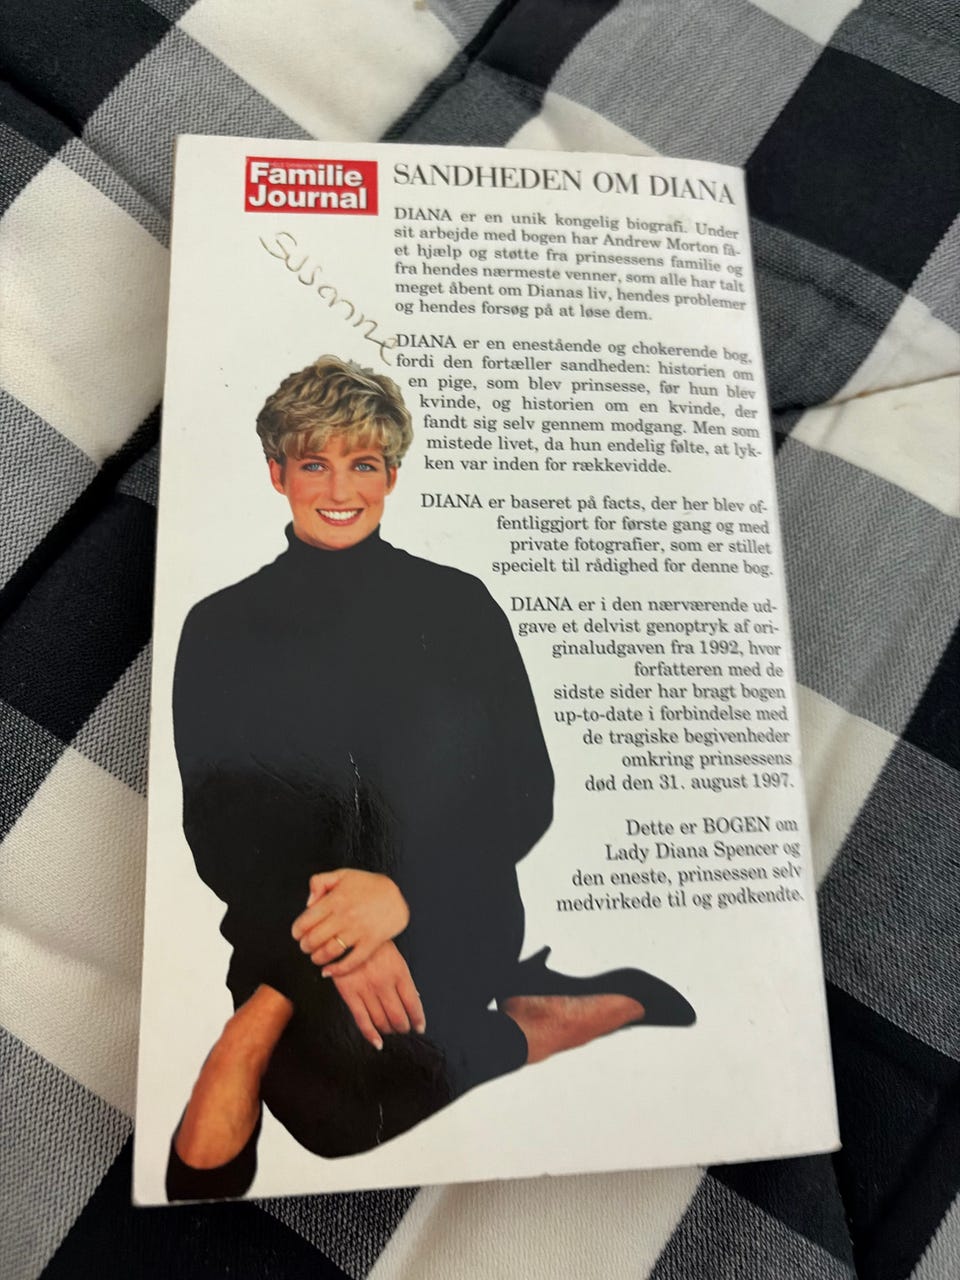 Familie
Journal
Susanne
SANDHEDEN OM DIANA
DIANA er en unik kongelig biografi. Under
sit arbejde med bogen har Andrew Morton få-
et hjælp og støtte fra prinsessens familie og
fra hendes nærmeste venner, som alle har talt
meget åbent om Dianas liv, hendes problemer
og hendes forsøg på at løse dem.
DIANA er en enestående og chokerende bog,
fordi den fortæller sandheden: historien om
en pige, som blev prinsesse, før hun blev
kvinde, og historien om en kvinde, der
fandt sig selv gennem modgang. Men som
mistede livet, da hun endelig følte, at lyk-
ken var inden for rækkevidde.
DIANA er baseret på facts, der her blev of-
fentliggjort for første gang og med
private fotografier, som er stillet
specielt til rådighed for denne bog.
DIANA er i den nærværende ud-
gave et delvist genoptryk af ori-
ginaludgaven fra 1992, hvor
forfatteren med de
sidste sider har bragt bogen
up-to-date i forbindelse med
de tragiske begivenheder
omkring prinsessens
død den 31. august 1997.
Dette er BOGEN om
Lady Diana Spencer og
den eneste, prinsessen selv
medvirkede til og godkendte.